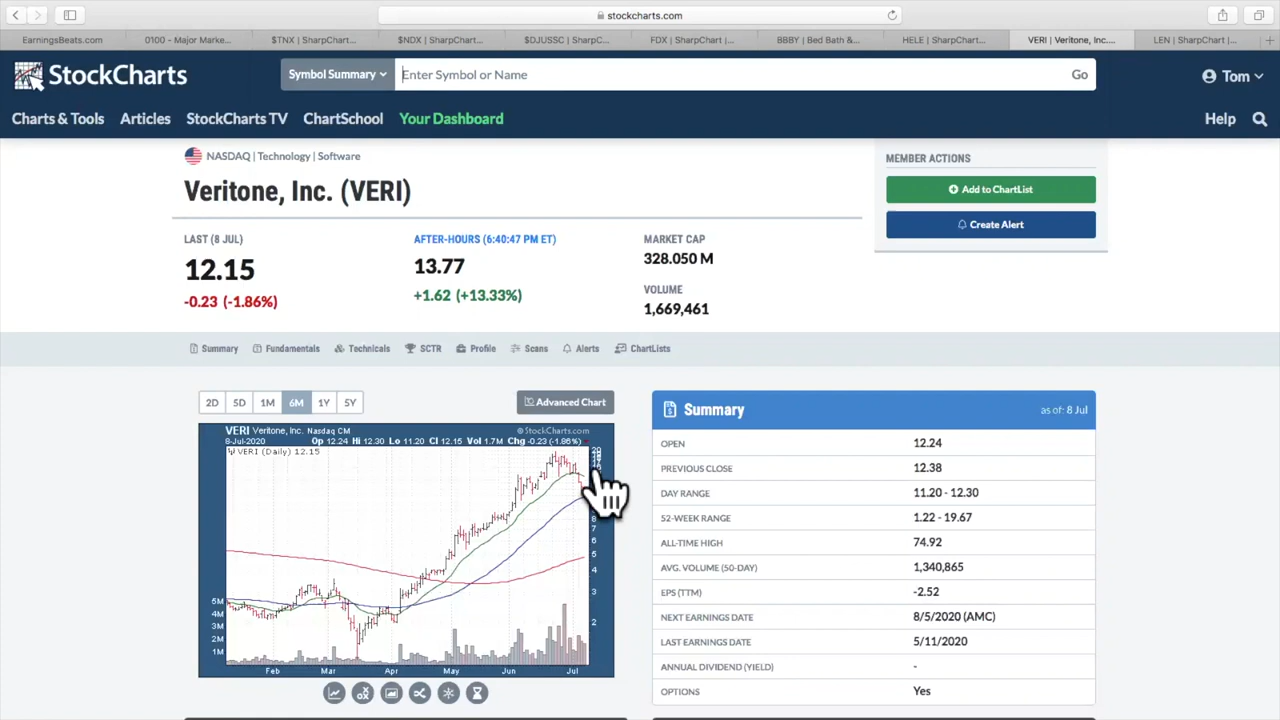 stockcharts.com
EarningsBeats.com
0100 - Major Marke...
$TNX | SharpChart...
$NDX | SharpChart...
$DJUSSC | SharpC...
FDX | SharpChart |...
BBBY | Bed Bath &...
HELE | SharpChart...
VERI | Veritone, Inc....
LEN | SharpChart |...
StockCharts
Symbol Summary
Enter Symbol or Name
Go
Tom
Charts & Tools
Articles
StockCharts TV
ChartSchool
Your Dashboard
Help
NASDAQ | Technology | Software
Veritone, Inc. (VERI)
MEMBER ACTIONS
Add to ChartList
Create Alert
LAST (8 JUL)
12.15
-0.23 (-1.86%)
AFTER-HOURS (6:40:47 PM ET)
13.77
+1.62 (+13.33%)
MARKET CAP
328.050 M
VOLUME
1,669,461
Summary
Fundamentals
Technicals
SCTR
Profile
Scans
Alerts
ChartLists
2D
5D
1M
6M
1Y
5Y
Advanced Chart
VERI Veritone, Inc. Nasdaq CM
© StockCharts.com
8-Jul-2020
Op 12.24 Hi 12.30 Lo 11.20 Cl 12.15 Vol 1.7M Chg -0.23 (-1.86%)
VERI (Daily) 12.15
8
7
6
5
4
3
2
5M
4M
3M
2M
1M
Feb
Mar
Apr
May
Jun
Jul
Summary
as of: 8 Jul
OPEN 12.24
PREVIOUS CLOSE 12.38
DAY RANGE 11.20 - 12.30
52-WEEK RANGE 1.22 - 19.67
ALL-TIME HIGH 74.92
AVG. VOLUME (50-DAY) 1,340,865
EPS (TTM) -2.52
NEXT EARNINGS DATE 8/5/2020 (AMC)
LAST EARNINGS DATE 5/11/2020
ANNUAL DIVIDEND (YIELD) -
OPTIONS Yes